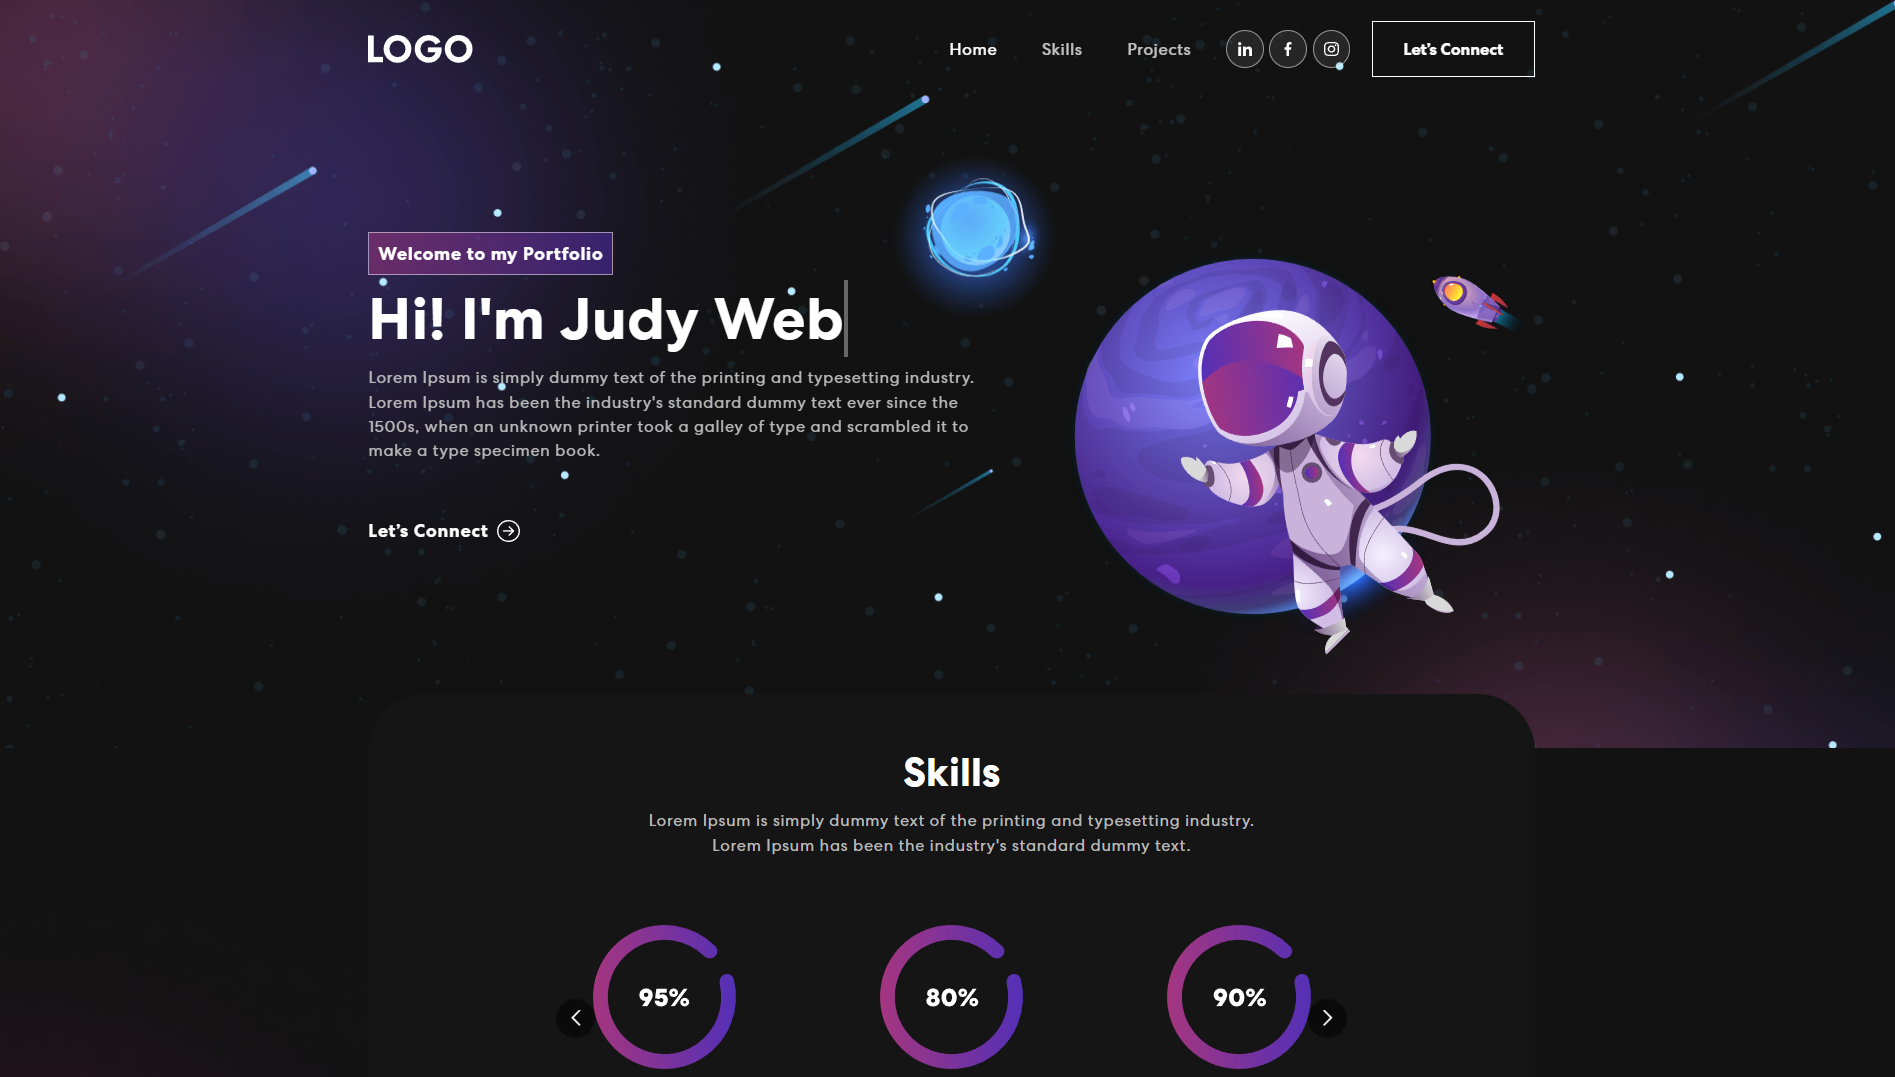 LOGO
Home
Skills
Projects
in
f
Let's Connect
Welcome to my Portfolio
Hi! I'm Judy Web
Lorem Ipsum is simply dummy text of the printing and typesetting industry.
Lorem Ipsum has been the industry's standard dummy text ever since the
1500s, when an unknown printer took a galley of type and scrambled it to
make a type specimen book.
Let's Connect
Skills
Lorem Ipsum is simply dummy text of the printing and typesetting industry.
Lorem Ipsum has been the industry's standard dummy text.
95%
80%
90%